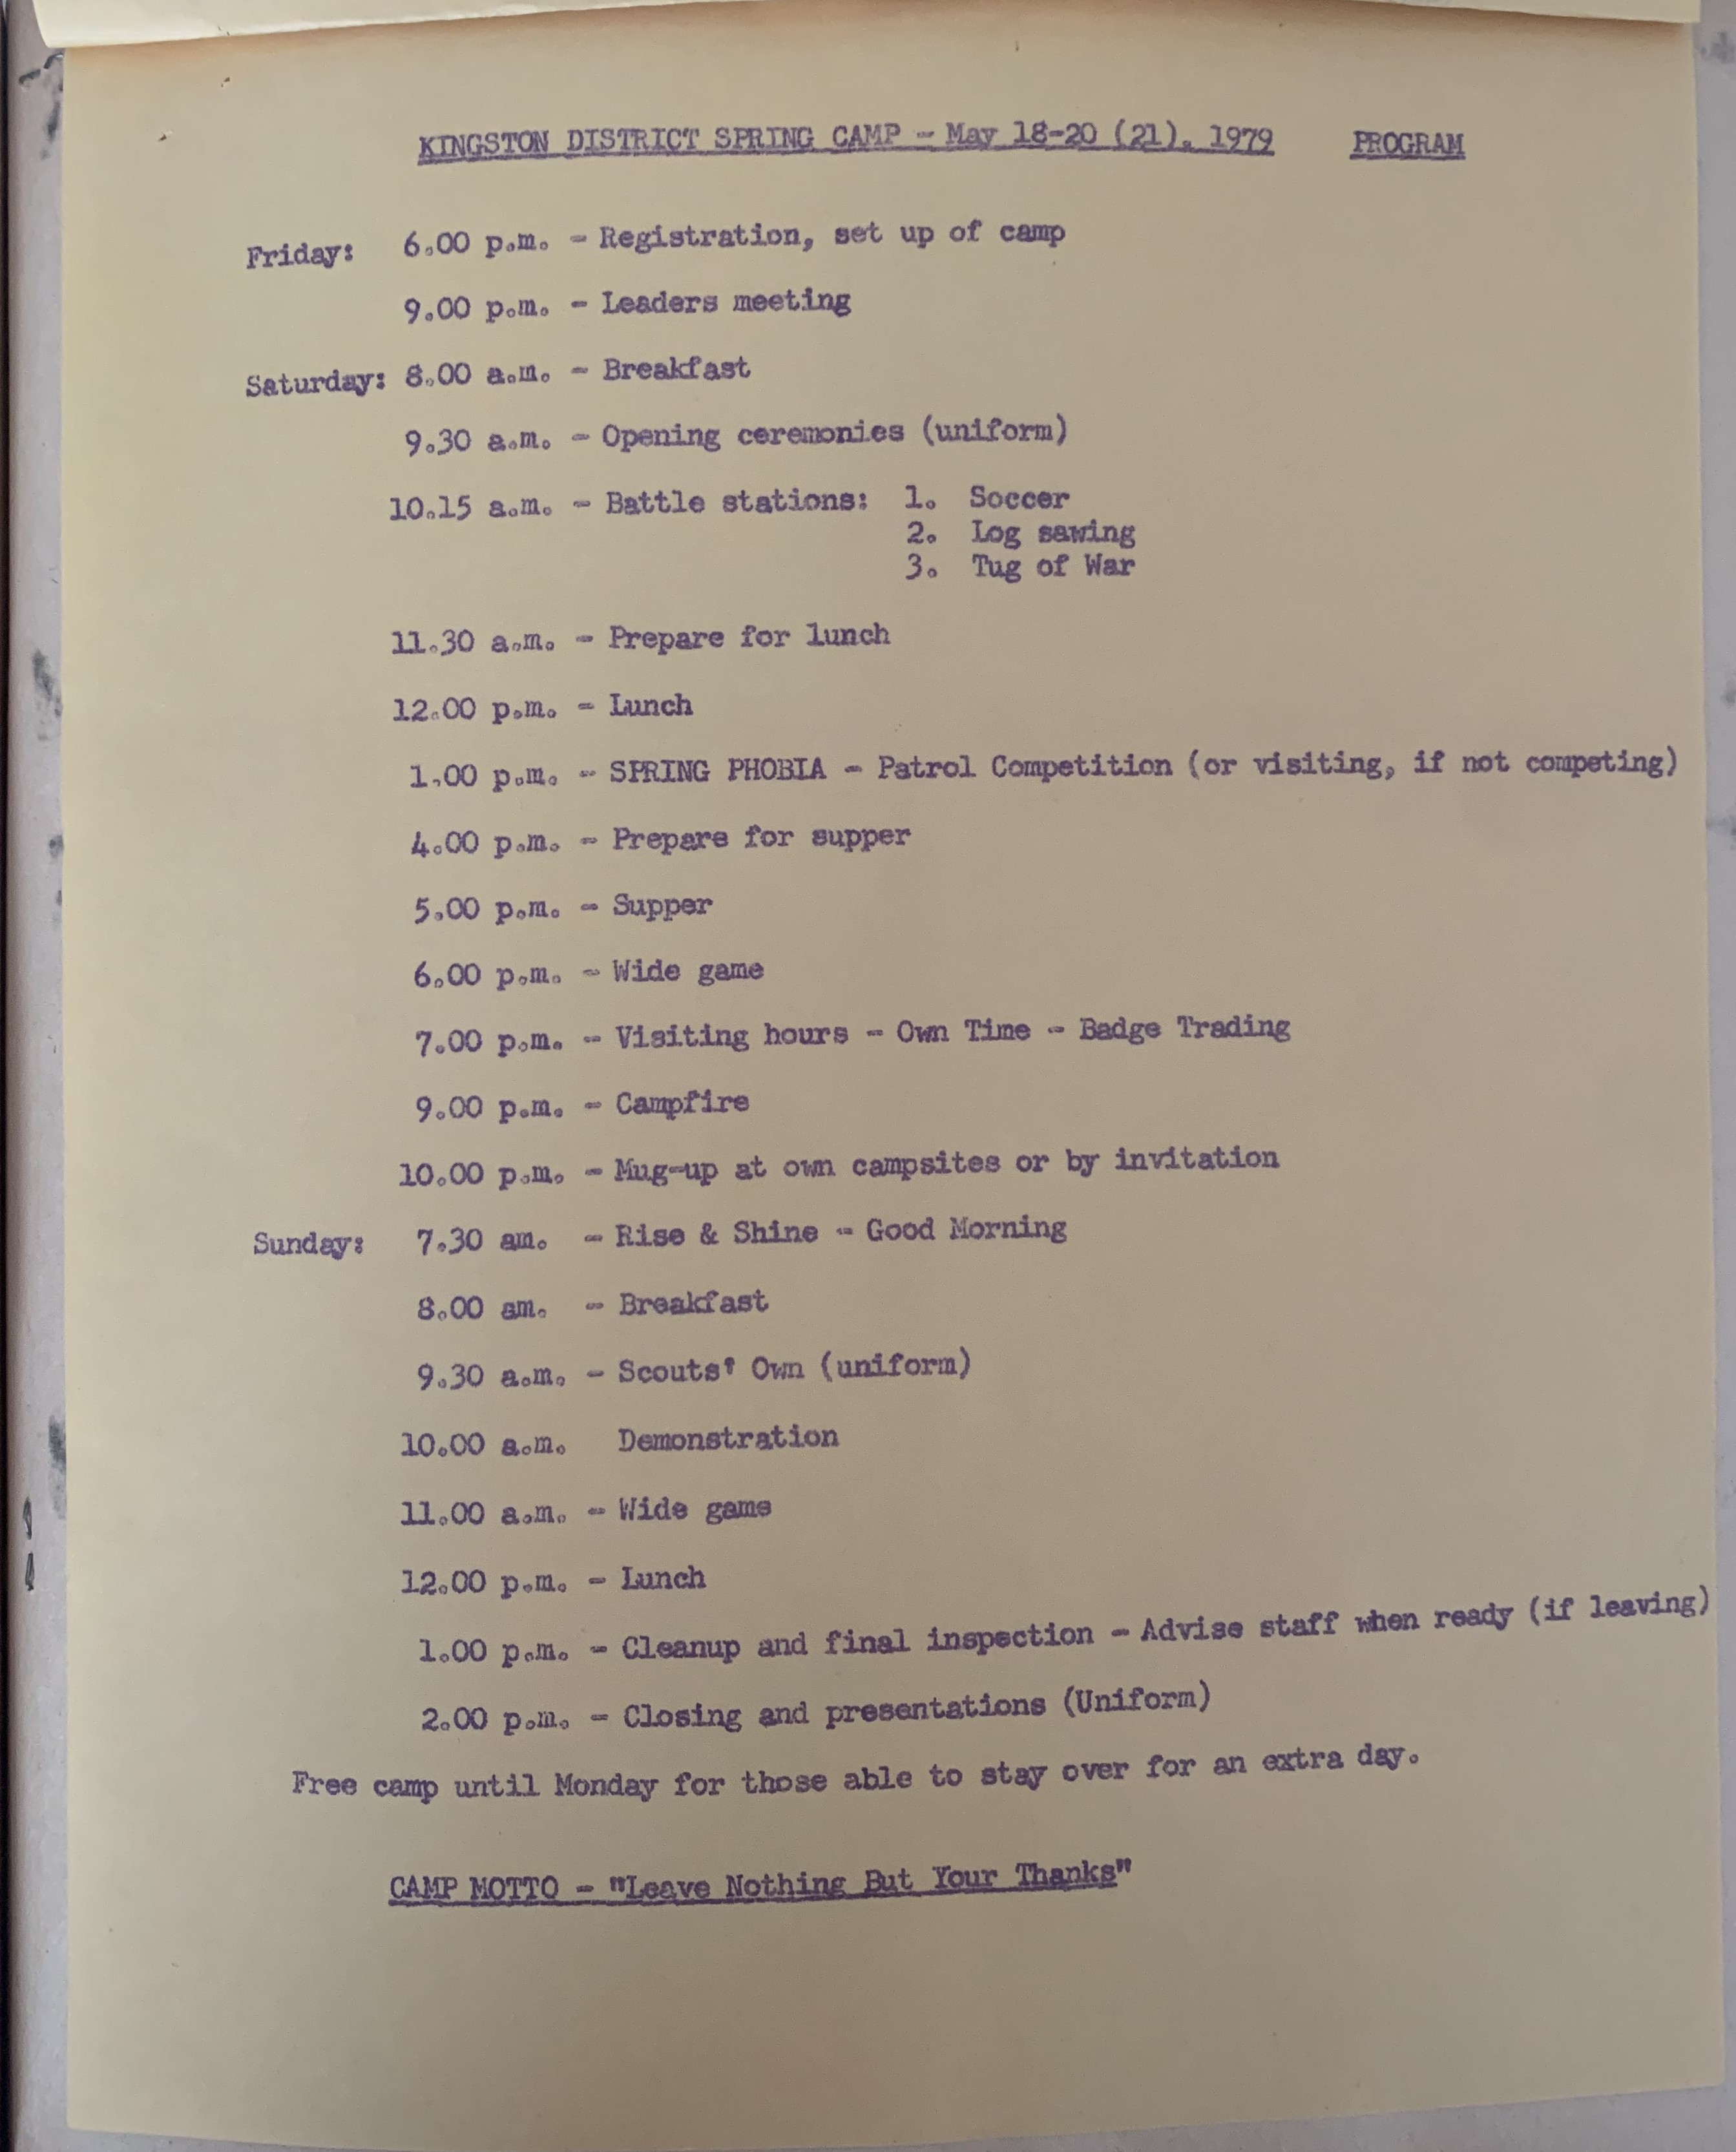 KINGSTON DISTRICT SPRING CAMP - May 18-20 (21). 1979 PROGRAM
Friday: 6.00 p.m. - Registration, set up of camp
9.00 p.m. - Leaders meeting
Saturday: 8.00 a.m. - Breakfast
9.30 a.m. - Opening ceremonies (uniform)
10.15 a.m. - Battle stations: 1. Soccer
2. Log sawing
3. Tug of War
11.30 a.m. - Prepare for lunch
12.00 p.m. - Lunch
1.00 p.m. - SPRING PHOBIA - Patrol Competition (or visiting, if not competing)
4.00 p.m. - Prepare for supper
5.00 p.m. - Supper
6.00 p.m. - Wide game
7.00 p.m. - Visiting hours - Own Time - Badge Trading
9.00 p.m. - Campfire
10.00 p.m. - Mug-up at own campsites or by invitation
Sunday: 7.30 am. - Rise & Shine - Good Morning
8.00 am. - Breakfast
9.30 a.m. - Scouts' Own (uniform)
10.00 a.m. Demonstration
11.00 a.m. - Wide game
12.00 p.m. - Lunch
1.00 p.m. - Cleanup and final inspection - Advise staff when ready (if leaving)
2.00 p.m. - Closing and presentations (Uniform)
Free camp until Monday for those able to stay over for an extra day.
CAMP MOTTO - "Leave Nothing But Your Thanks"